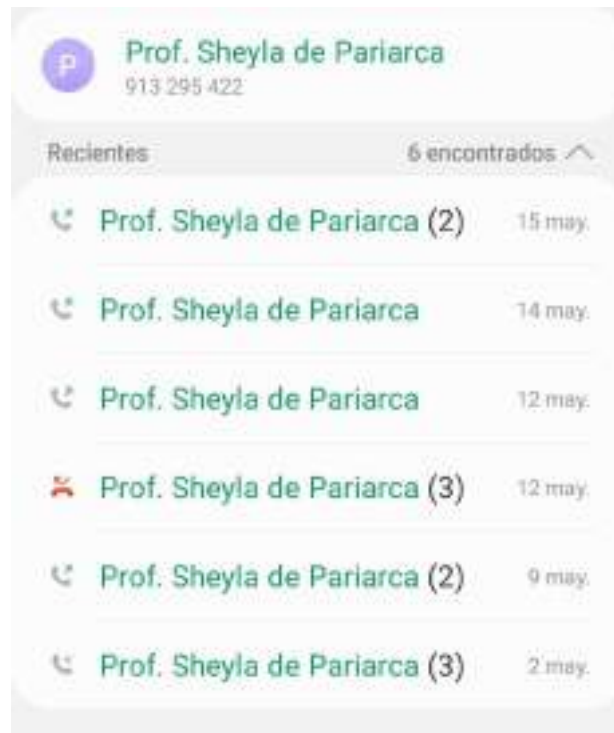 P
Prof. Sheyla de Pariarca
913 295 422
Recientes 6 encontrados
Prof. Sheyla de Pariarca (2) 15 may.
Prof. Sheyla de Pariarca 14 may.
Prof. Sheyla de Pariarca 12 may.
Prof. Sheyla de Pariarca (3) 12 may.
Prof. Sheyla de Pariarca (2) 9 may.
Prof. Sheyla de Pariarca (3) 2 may.